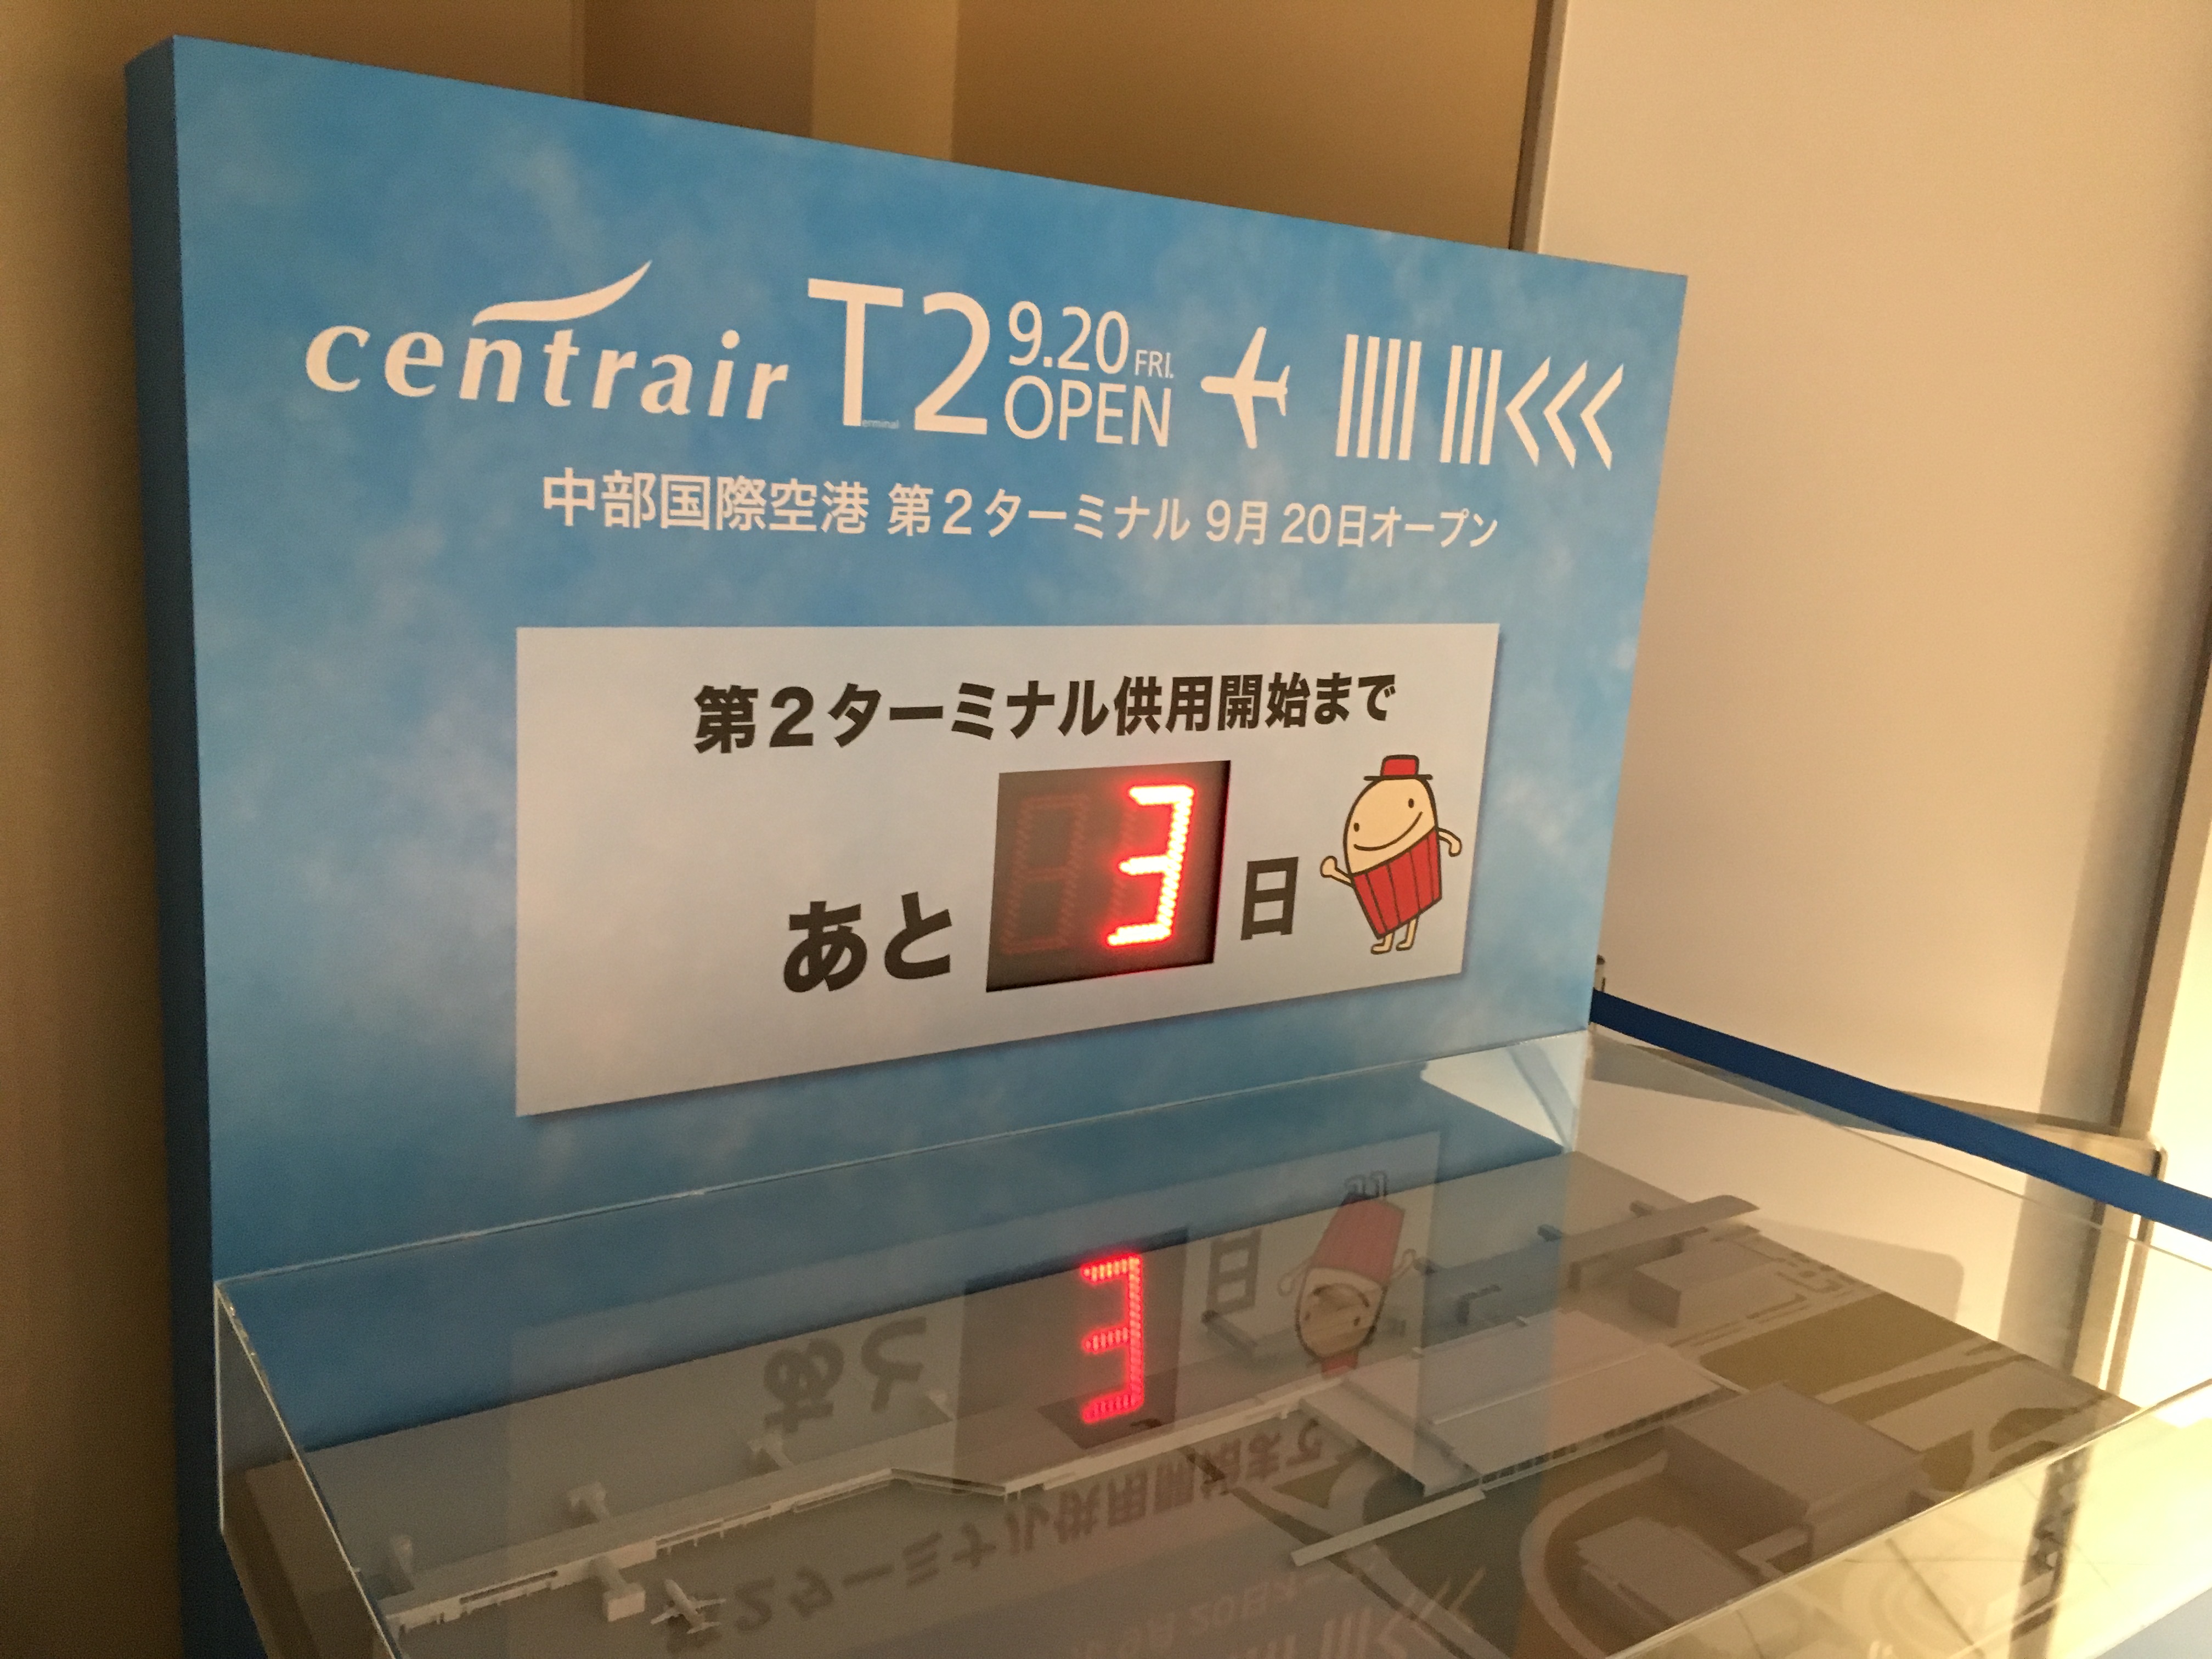 centrair Terminal T2 9.20 FRI. OPEN
中部国際空港 第2ターミナル 9月20日オープン
第2ターミナル供用開始まで
あと 3 日